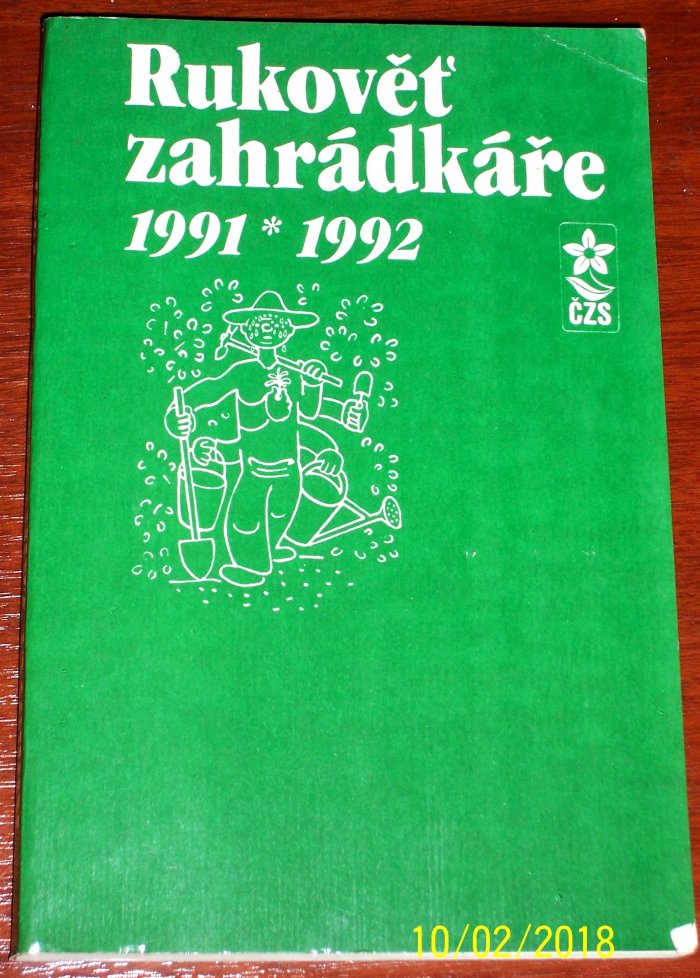 Rukověť
zahrádkáře
1991 * 1992
ČZS
10/02/2018